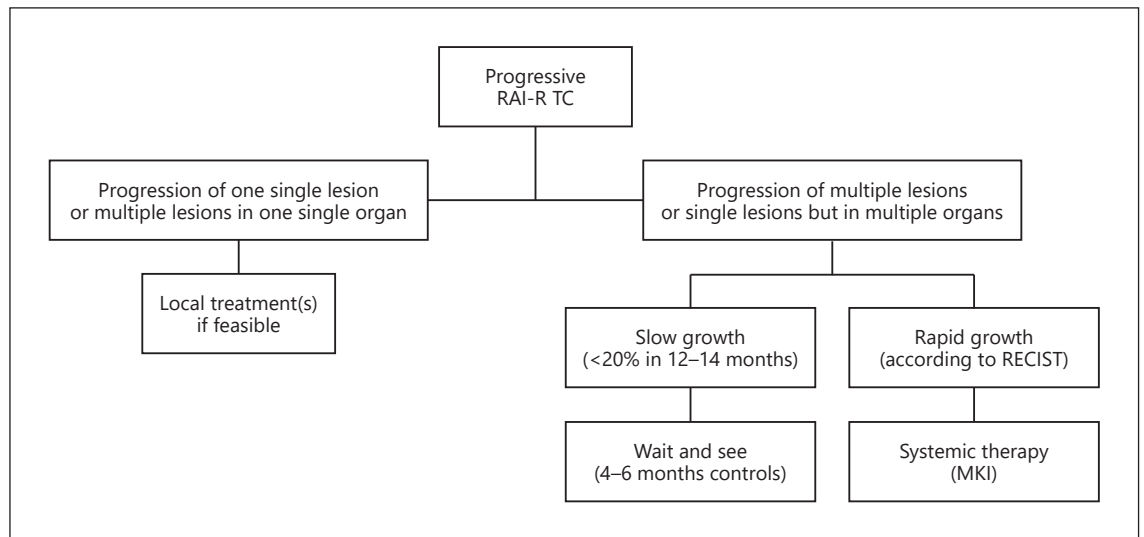 Progressive
RAI-R TC
Progression of one single lesion
or multiple lesions in one single organ
Progression of multiple lesions
or single lesions but in multiple organs
Local treatment(s)
if feasible
Slow growth
(<20% in 12–14 months)
Rapid growth
(according to RECIST)
Wait and see
(4–6 months controls)
Systemic therapy
(MKI)